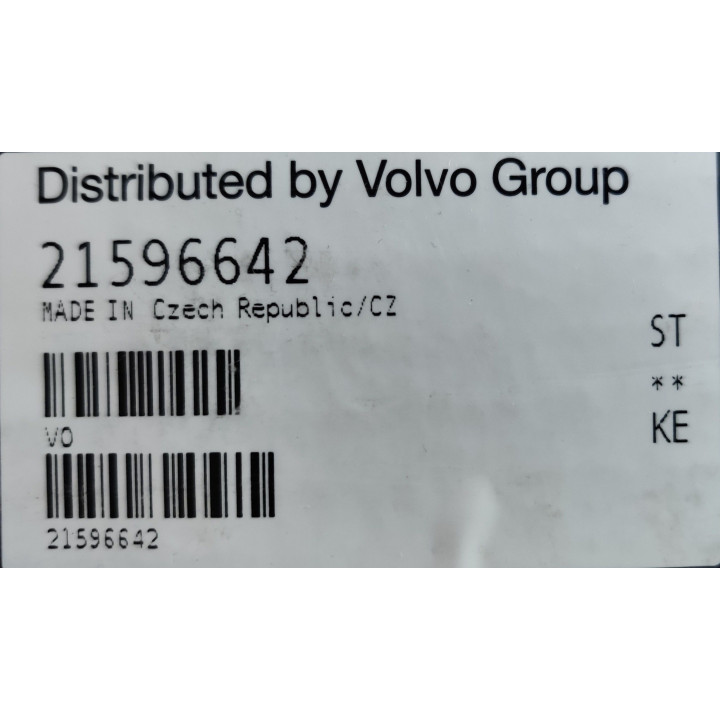 Distributed by Volvo Group
21596642
MADE IN Czech Republic/CZ
ST
**
KE
VO
21596642